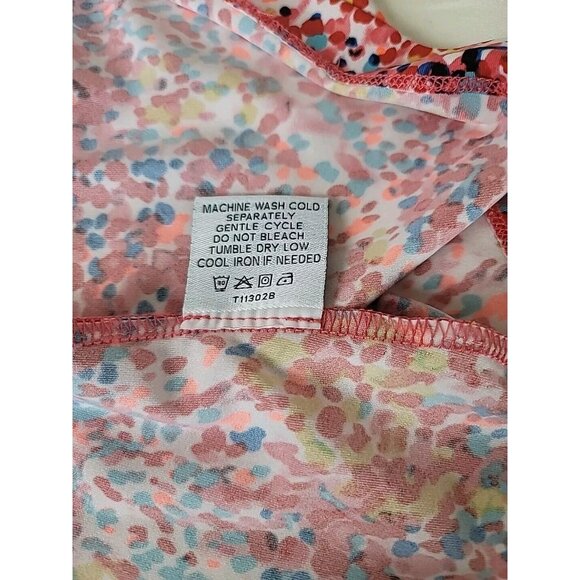 MACHINE WASH COLD
SEPARATELY
GENTLE CYCLE
DO NOT BLEACH
TUMBLE DRY LOW
COOL IRON IF NEEDED
T11302B